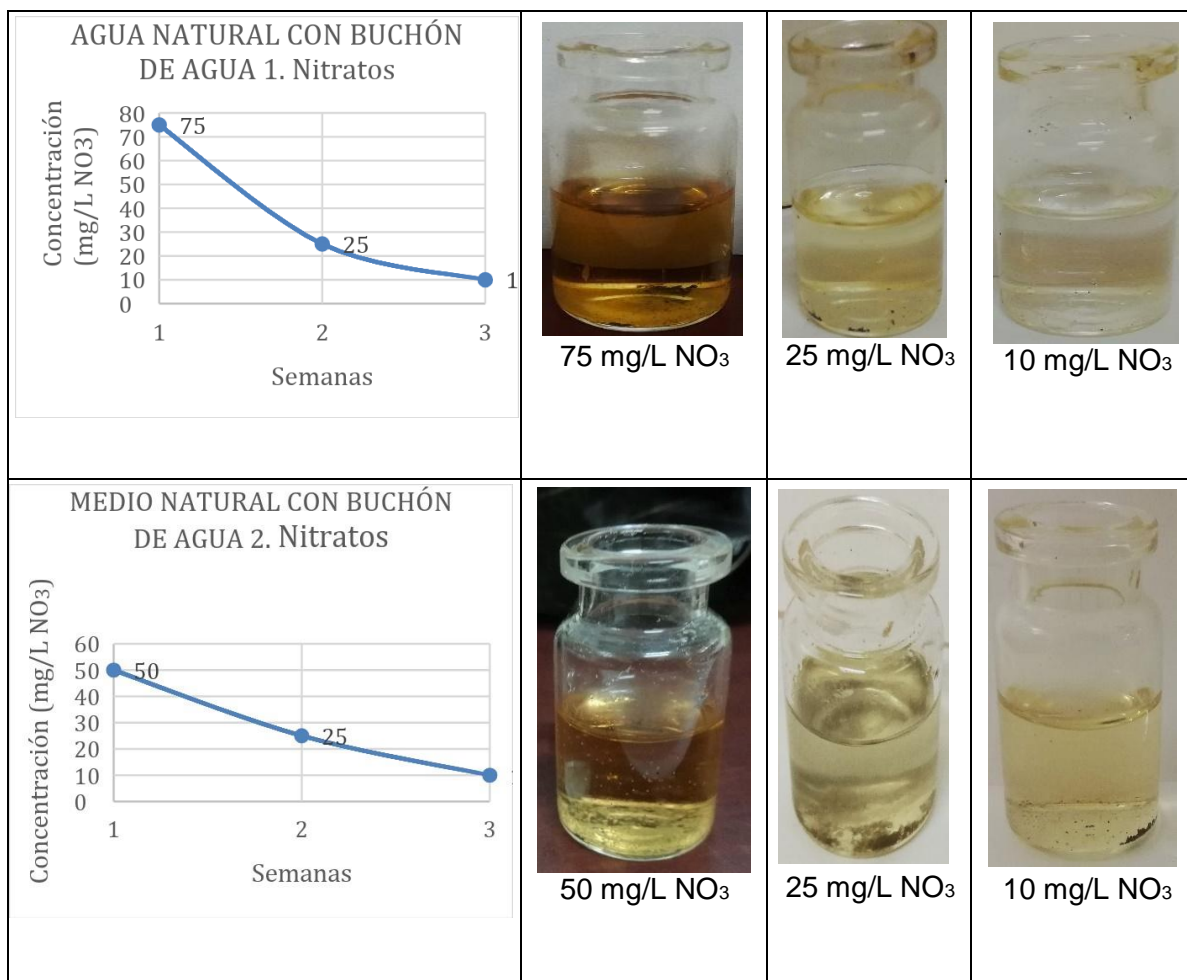 AGUA NATURAL CON BUCHÓN
DE AGUA 1. Nitratos
Concentración
(mg/L NO3)
80
70
60
50
40
30
20
10
0
75
25
1
1
2
3
Semanas
75 mg/L NO3
25 mg/L NO3
10 mg/L NO3
MEDIO NATURAL CON BUCHÓN
DE AGUA 2. Nitratos
Concentración (mg/L NO3)
60
50
40
30
20
10
0
50
25
1
2
3
Semanas
50 mg/L NO3
25 mg/L NO3
10 mg/L NO3